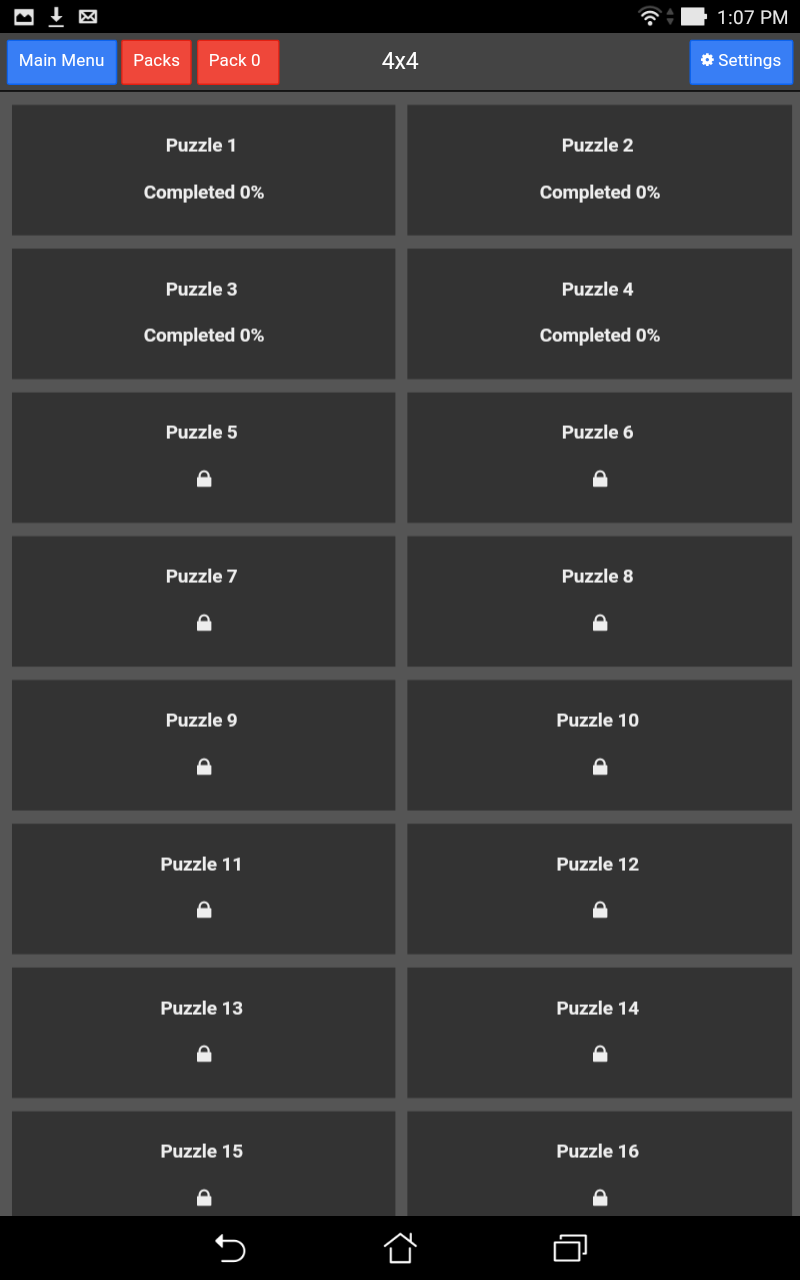 1:07 PM
Main Menu Packs Pack 0 4x4 Settings
Puzzle 1 Puzzle 2
Completed 0% Completed 0%
Puzzle 3 Puzzle 4
Completed 0% Completed 0%
Puzzle 5 Puzzle 6
Puzzle 7 Puzzle 8
Puzzle 9 Puzzle 10
Puzzle 11 Puzzle 12
Puzzle 13 Puzzle 14
Puzzle 15 Puzzle 16